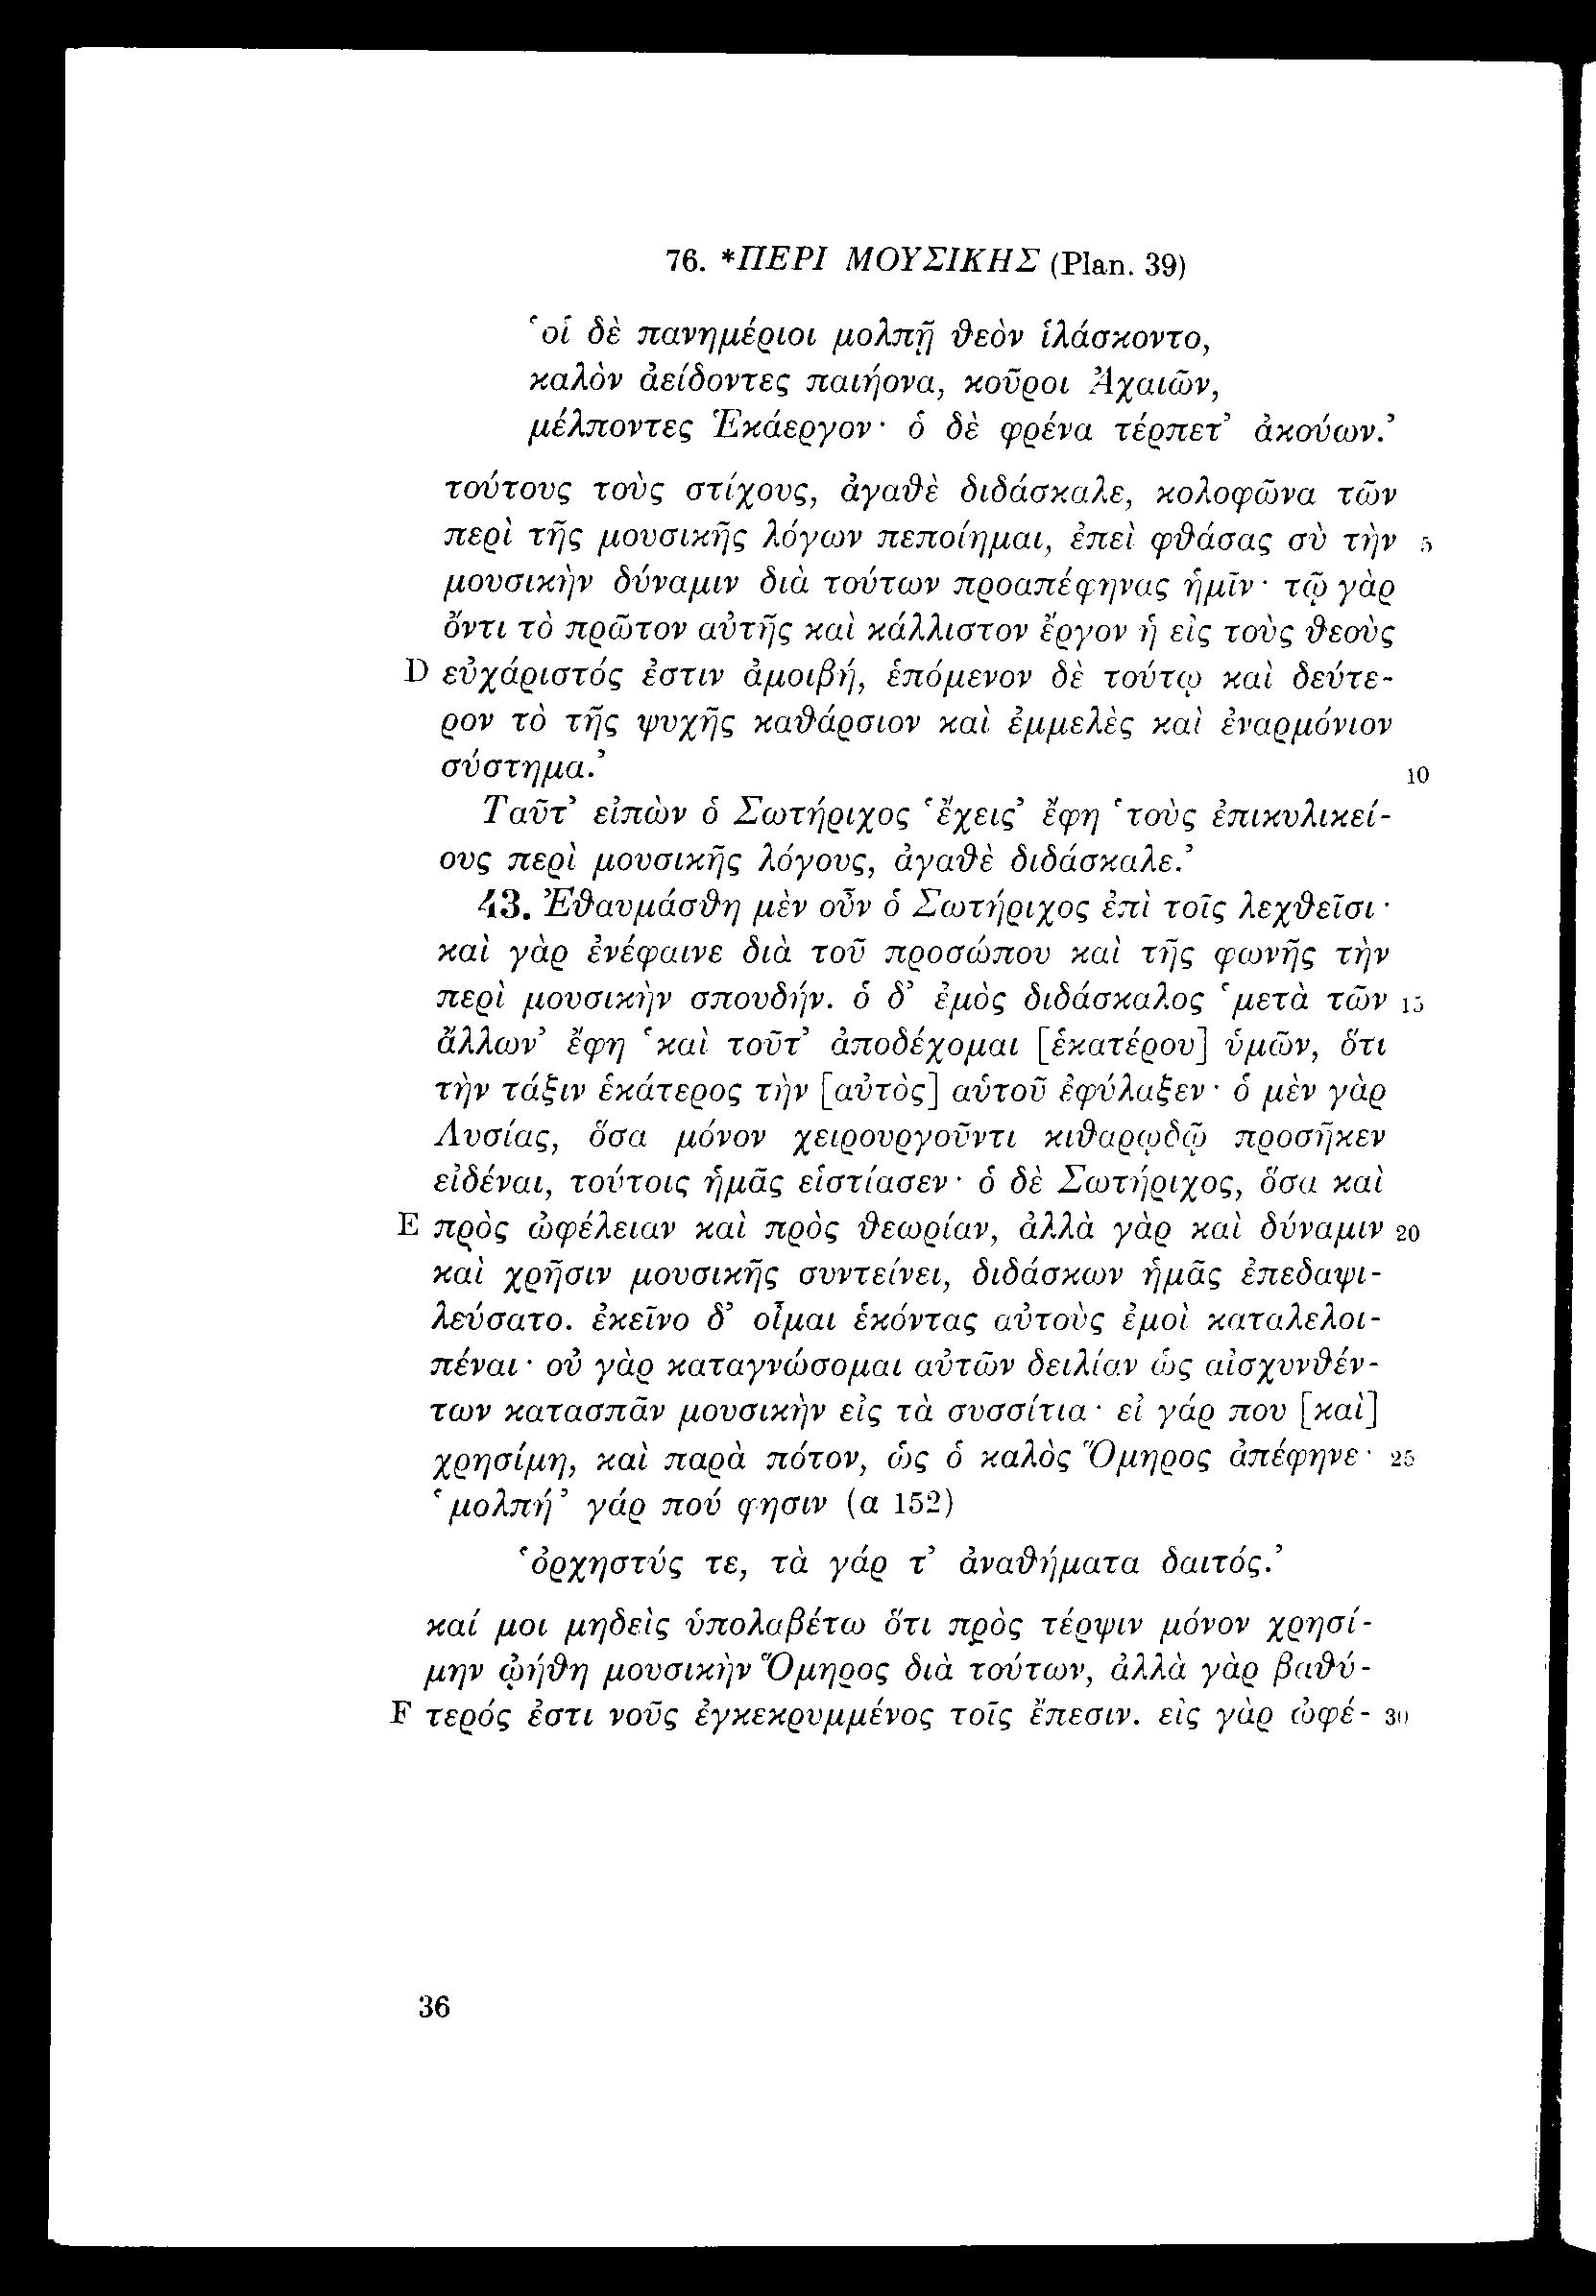 76. *ΠΕΡΙ ΜΟΥΣΙΚΗΣ (Plan. 39)
‘οἱ δὲ πανημέριοι μολπῇ θεὸν ἱλάσκοντο,
καλὸν ἀείδοντες παιήονα, κοῦροι Ἀχαιῶν,
μέλποντες Ἑκάεργον· ὁ δὲ φρένα τέρπετ’ ἀκούων.’
τούτους τοὺς στίχους, ἀγαθὲ διδάσκαλε, κολοφῶνα τῶν
περὶ τῆς μουσικῆς λόγων πεποίημαι, ἐπεὶ φθάσας σὺ τὴν 5
μουσικὴν δύναμιν διὰ τούτων προαπέφηνας ἡμῖν· τῷ γὰρ
ὄντι τὸ πρῶτον αὐτῆς καὶ κάλλιστον ἔργον ἡ εἰς τοὺς θεοὺς
D εὐχάριστός ἐστιν ἀμοιβή, ἑπόμενον δὲ τούτῳ καὶ δεύτε-
ρον τὸ τῆς ψυχῆς καθάρσιον καὶ ἐμμελὲς καὶ ἐναρμόνιον
σύστημα.’ 10
Ταῦτ’ εἰπὼν ὁ Σωτήριχος ‘ἔχεις’ ἔφη ‘τοὺς ἐπικυλικεί-
ους περὶ μουσικῆς λόγους, ἀγαθὲ διδάσκαλε.’
43. Ἐθαυμάσθη μὲν οὖν ὁ Σωτήριχος ἐπὶ τοῖς λεχθεῖσι·
καὶ γὰρ ἐνέφαινε διὰ τοῦ προσώπου καὶ τῆς φωνῆς τὴν
περὶ μουσικὴν σπουδήν. ὁ δ’ ἐμὸς διδάσκαλος ‘μετὰ τῶν 15
ἄλλων’ ἔφη ‘καὶ τοῦτ’ ἀποδέχομαι [ἑκατέρου] ὑμῶν, ὅτι
τὴν τάξιν ἑκάτερος τὴν [αὐτὸς] αὑτοῦ ἐφύλαξεν· ὁ μὲν γὰρ
Λυσίας, ὅσα μόνον χειρουργοῦντι κιθαρῳδῷ προσῆκεν
εἰδέναι, τούτοις ἡμᾶς εἱστίασεν· ὁ δὲ Σωτήριχος, ὅσα καὶ
E πρὸς ὠφέλειαν καὶ πρὸς θεωρίαν, ἀλλὰ γὰρ καὶ δύναμιν 20
καὶ χρῆσιν μουσικῆς συντείνει, διδάσκων ἡμᾶς ἐπεδαψι-
λεύσατο. ἐκεῖνο δ’ οἶμαι ἑκόντας αὐτοὺς ἐμοὶ καταλελοι-
πέναι· οὐ γὰρ καταγνώσομαι αὐτῶν δειλίαν ὡς αἰσχυνθέν-
των κατασπᾶν μουσικὴν εἰς τὰ συσσίτια· εἰ γάρ που [καὶ]
χρησίμη, καὶ παρὰ πότον, ὡς ὁ καλὸς Ὅμηρος ἀπέφηνε· 25
‘μολπή’ γάρ πού φησιν (α 152)
‘ὀρχηστύς τε, τὰ γάρ τ’ ἀναθήματα δαιτός.’
καί μοι μηδεὶς ὑπολαβέτω ὅτι πρὸς τέρψιν μόνον χρησί-
μην ᾠήθη μουσικὴν Ὅμηρος διὰ τούτων, ἀλλὰ γὰρ βαθύ-
F τερός ἐστι νοῦς ἐγκεκρυμμένος τοῖς ἔπεσιν. εἰς γὰρ ὠφέ- 30
36